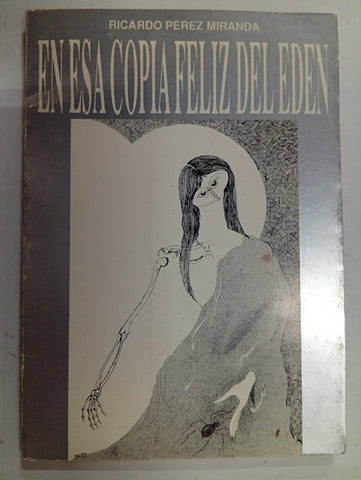 RICARDO PEREZ MIRANDA
EN ESA COPIA FELIZ DEL EDEN